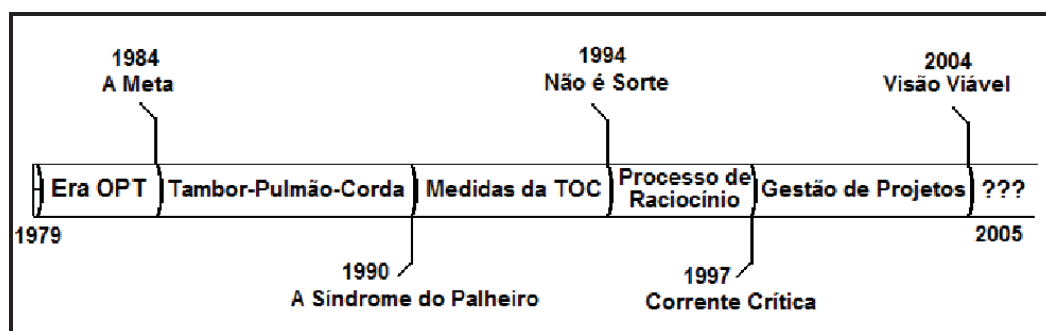 1984
A Meta
1994
Não é Sorte
2004
Visão Viável
Era OPT
Tambor-Pulmão-Corda
Medidas da TOC
Processo de
Raciocínio
Gestão de Projetos
???
1979
2005
1990
A Síndrome do Palheiro
1997
Corrente Crítica